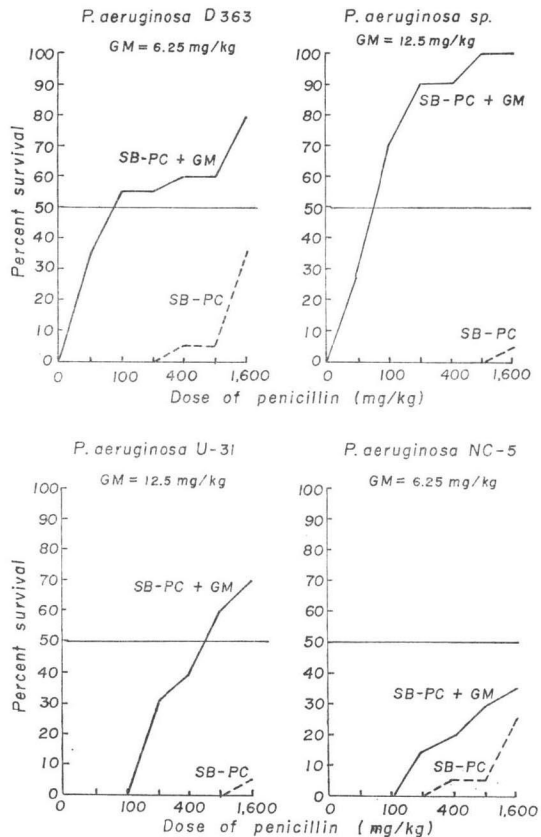 P. aeruginosa D 363
GM = 6.25 mg/kg
Percent survival
100
90
80
70
60
50
40
30
20
10
0
SB-PC + GM
SB-PC
0 100 400 1,600
Dose of penicillin (mg/kg)
P. aeruginosa sp.
GM = 12.5 mg/kg
100
90
80
70
60
50
40
30
20
10
0
SB-PC + GM
SB-PC
0 100 400 1,600
P. aeruginosa U-31
GM = 12.5 mg/kg
Percent survival
100
90
80
70
60
50
40
30
20
10
0
SB-PC + GM
SB-PC
0 100 400 1,600
Dose of penicillin (mg/kg)
P. aeruginosa NC-5
GM = 6.25 mg/kg
100
90
80
70
60
50
40
30
20
10
0
SB-PC + GM
SB-PC
0 100 400 1,600